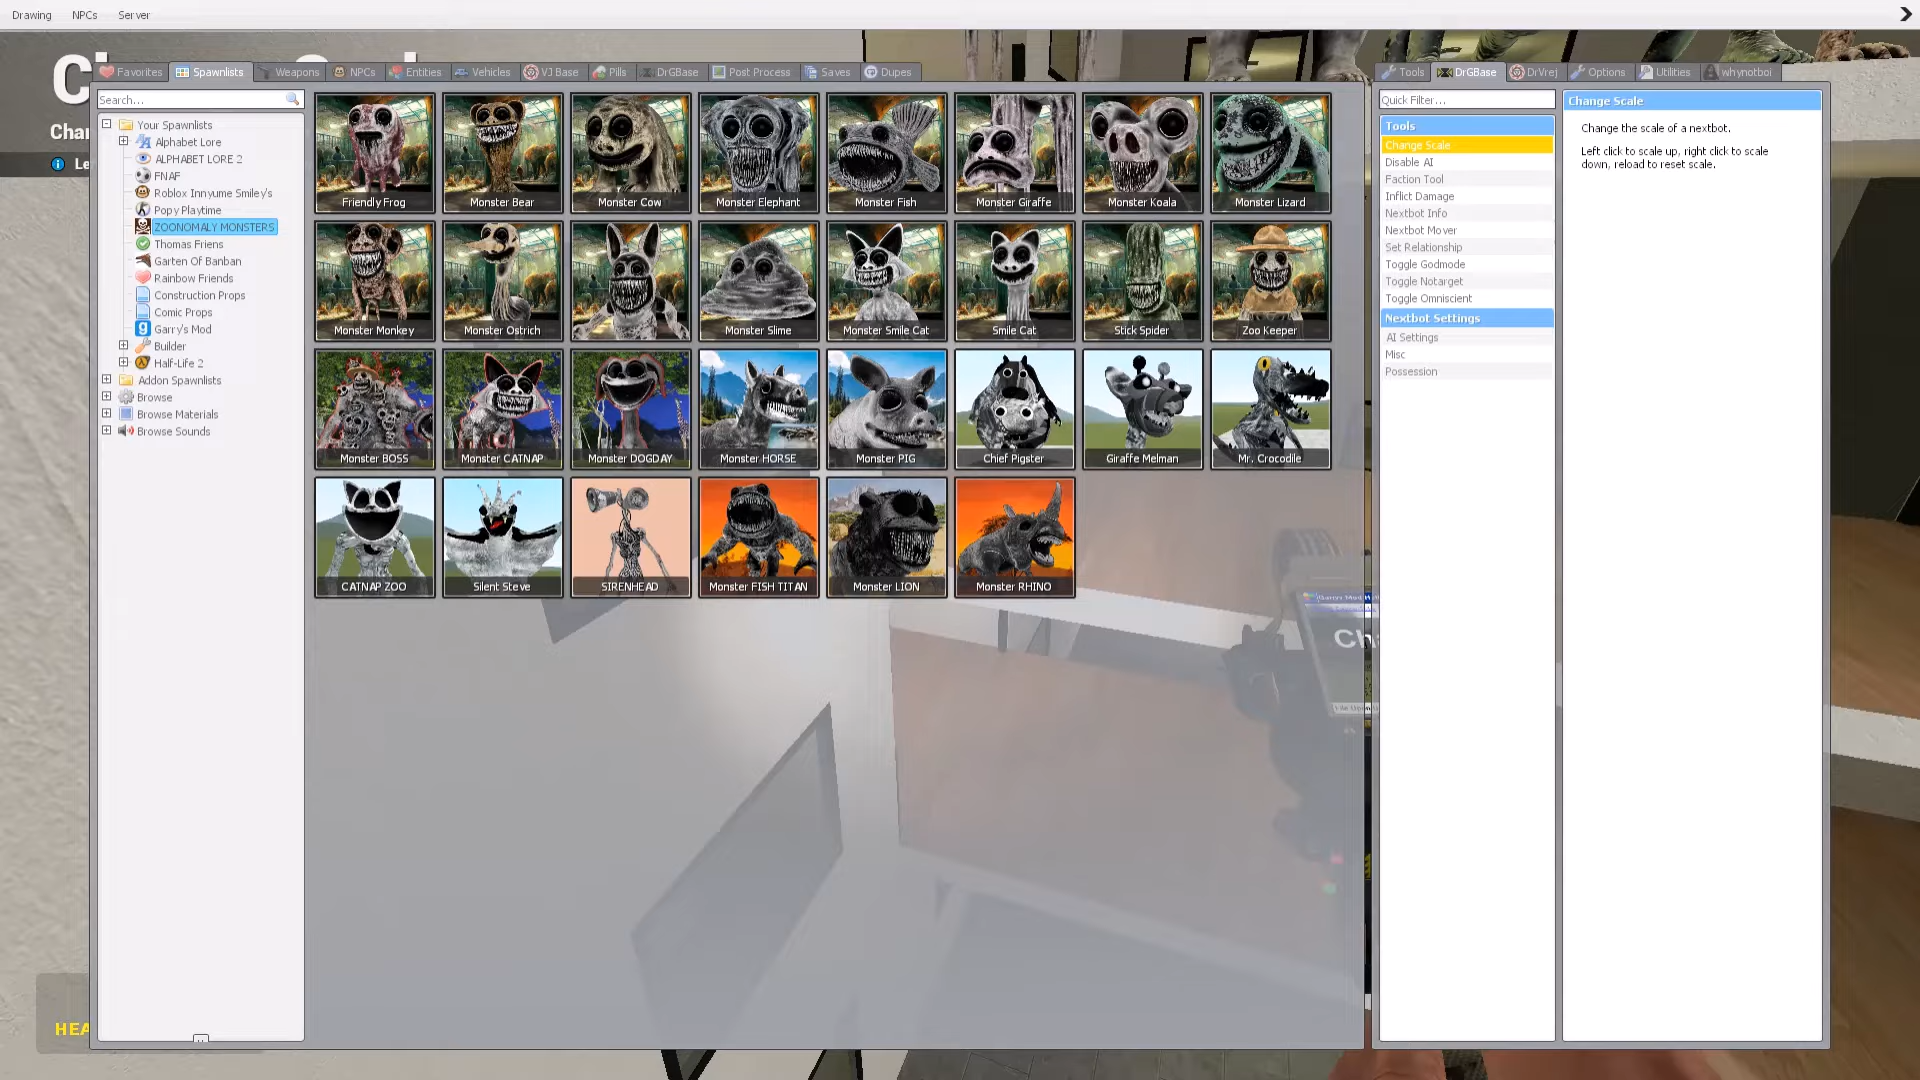 Drawing NPCs Server
Favorites Spawnlists Weapons NPCs Entities Vehicles VJ Base Pills DrGBase Post Process Saves Dupes
Tools DrGBase DrVrej Options Utilities whynotboi
Search...
Your Spawnlists
Alphabet Lore
ALPHABET LORE 2
FNAF
Roblox Innyume Smiley's
Popy Playtime
ZOONOMALY MONSTERS
Thomas Friens
Garten Of Banban
Rainbow Friends
Construction Props
Comic Props
Garry's Mod
Builder
Half-Life 2
Addon Spawnlists
Browse
Browse Materials
Browse Sounds
Friendly Frog Monster Bear Monster Cow Monster Elephant Monster Fish Monster Giraffe Monster Koala Monster Lizard
Monster Monkey Monster Ostrich Monster Slime Monster Smile Cat Smile Cat Stick Spider Zoo Keeper
Monster BOSS Monster CATNAP Monster DOGDAY Monster HORSE Monster PIG Chief Pigster Giraffe Melman Mr. Crocodile
CATNAP ZOO Silent Steve SIRENHEAD Monster FISH TITAN Monster LION Monster RHINO
Quick Filter...
Tools
Change Scale
Disable AI
Faction Tool
Inflict Damage
Nextbot Info
Nextbot Mover
Set Relationship
Toggle Godmode
Toggle Notarget
Toggle Omniscient
Nextbot Settings
AI Settings
Misc
Possession
Change Scale
Change the scale of a nextbot.
Left click to scale up, right click to scale
down, reload to reset scale.
Char
Le
HEA
Ch